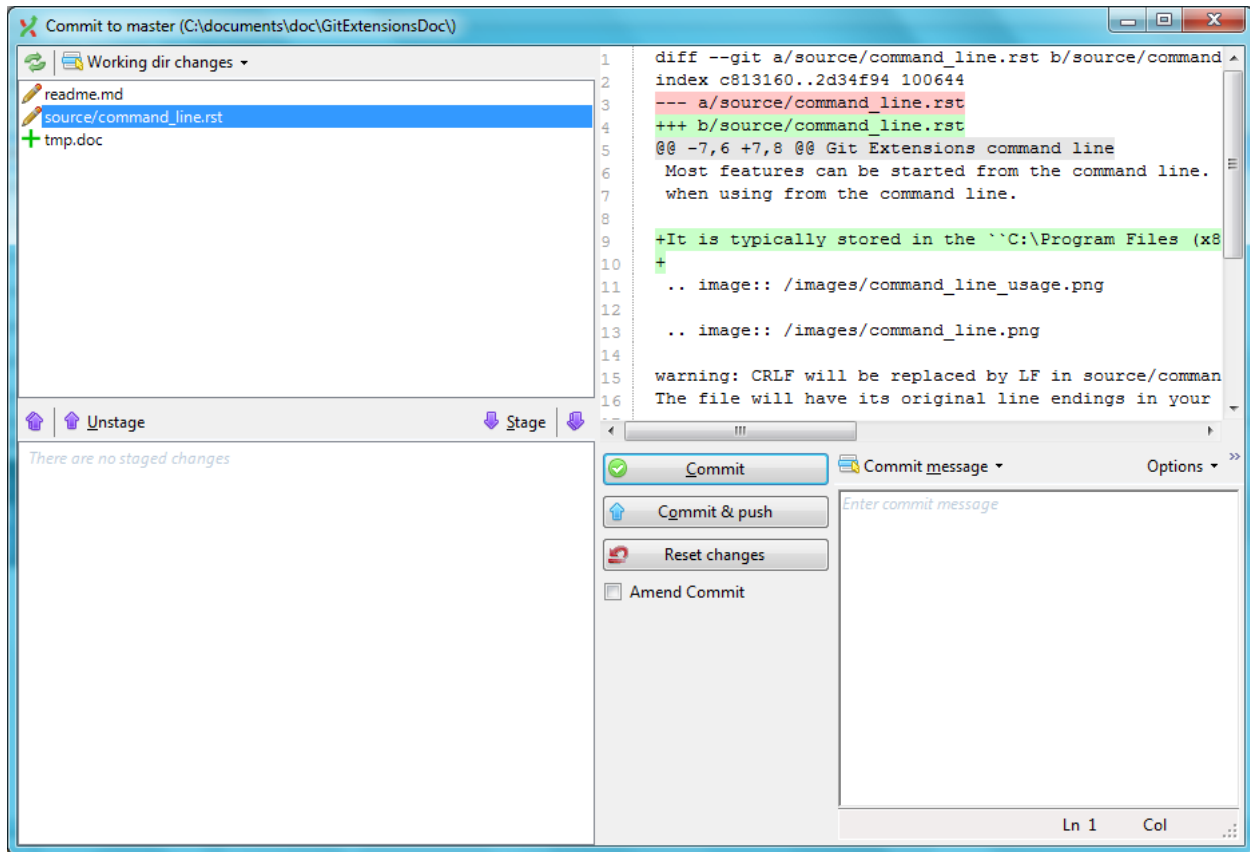 Commit to master (C:\documents\doc\GitExtensionsDoc\)
Working dir changes
readme.md
source/command_line.rst
tmp.doc
Unstage
Stage
There are no staged changes
1 diff --git a/source/command_line.rst b/source/command
2 index c813160..2d34f94 100644
3 --- a/source/command_line.rst
4 +++ b/source/command_line.rst
5 @@ -7,6 +7,8 @@ Git Extensions command line
6 Most features can be started from the command line.
7 when using from the command line.
8
9 +It is typically stored in the ``C:\Program Files (x8
10 +
11 .. image:: /images/command_line_usage.png
12
13 .. image:: /images/command_line.png
14
15 warning: CRLF will be replaced by LF in source/comman
16 The file will have its original line endings in your
Commit
Commit & push
Reset changes
Amend Commit
Commit message
Options
Enter commit message
Ln 1 Col